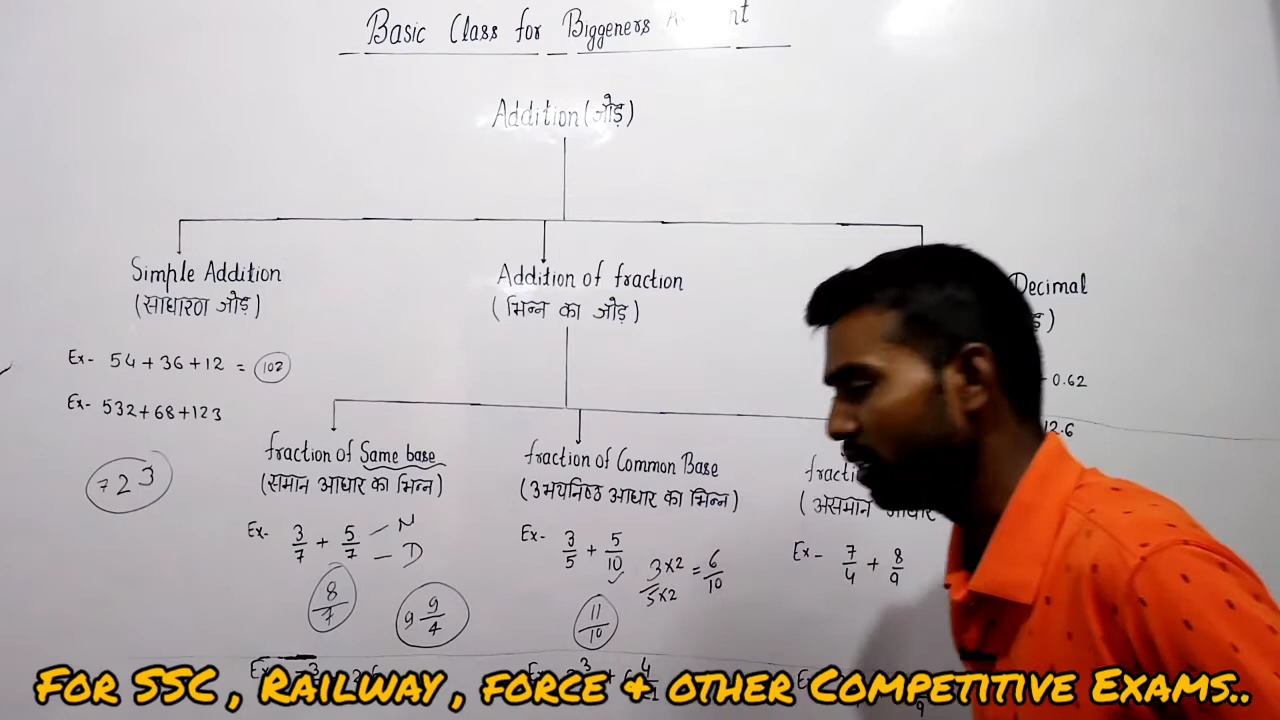 Basic Class for Biggeners
Addition (जोड़)
Simple Addition
(साधारण जोड़)
Ex- 54 + 36 + 12 = 102
Ex- 532 + 68 + 123
723
Addition of fraction
(भिन्न का जोड़)
Decimal
0.62
12.6
fraction of Same base
(समान आधार का भिन्न)
Ex- 3/7 + 5/7 N D
8/7
9 9/4
fraction of Common Base
(उभयनिष्ठ आधार का भिन्न)
Ex- 3/5 + 5/10
3×2/5×2 = 6/10
11/10
(असमान आधार
Ex- 7/4 + 8/9
For SSC , Railway , force & other Competitive Exams..